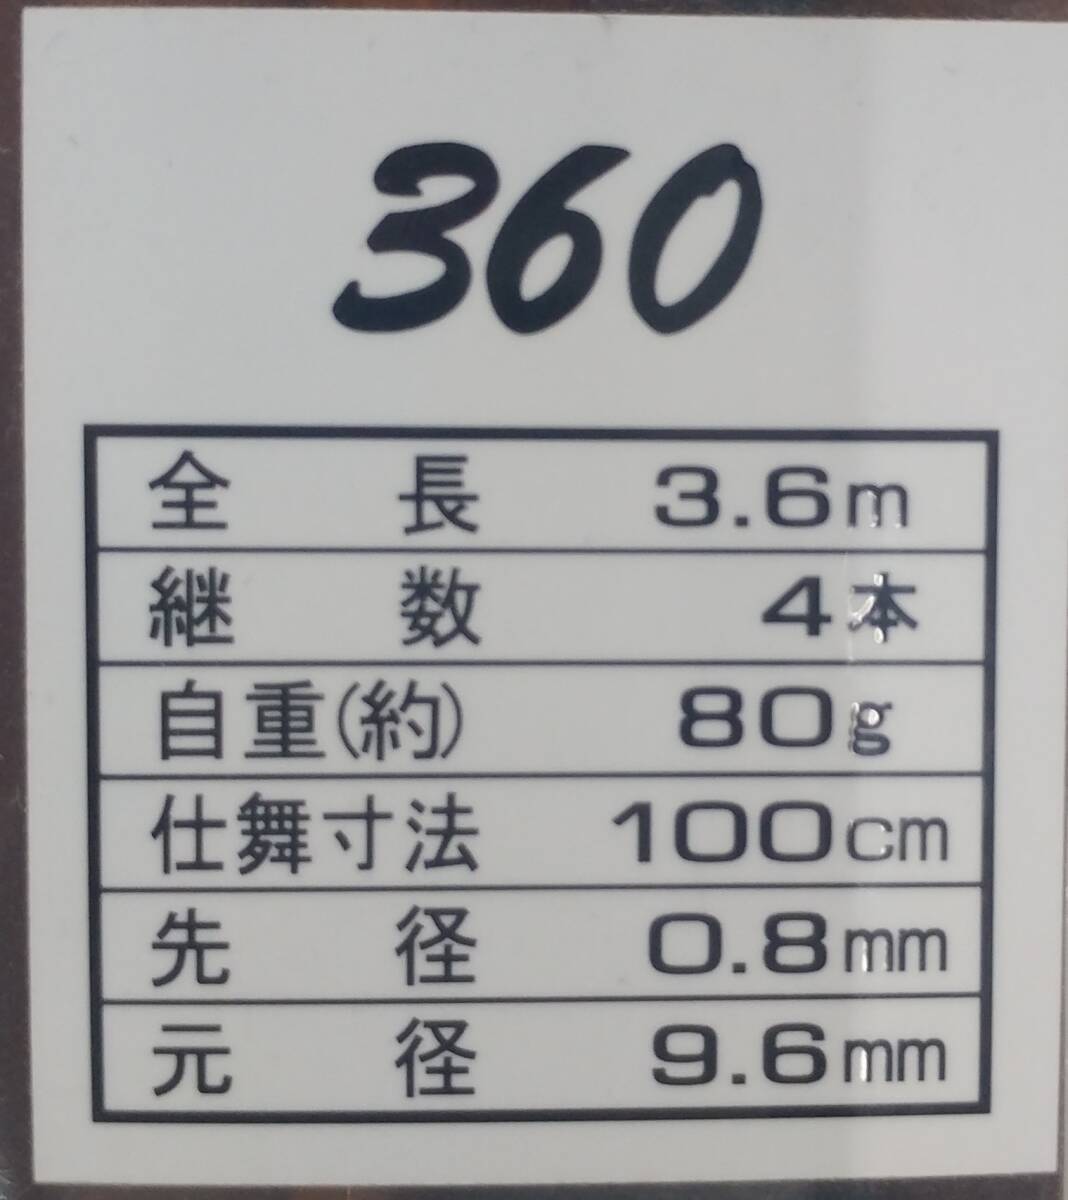 360
全長 3.6m
継数 4本
自重(約) 80g
仕舞寸法 100cm
先径 0.8mm
元径 9.6mm